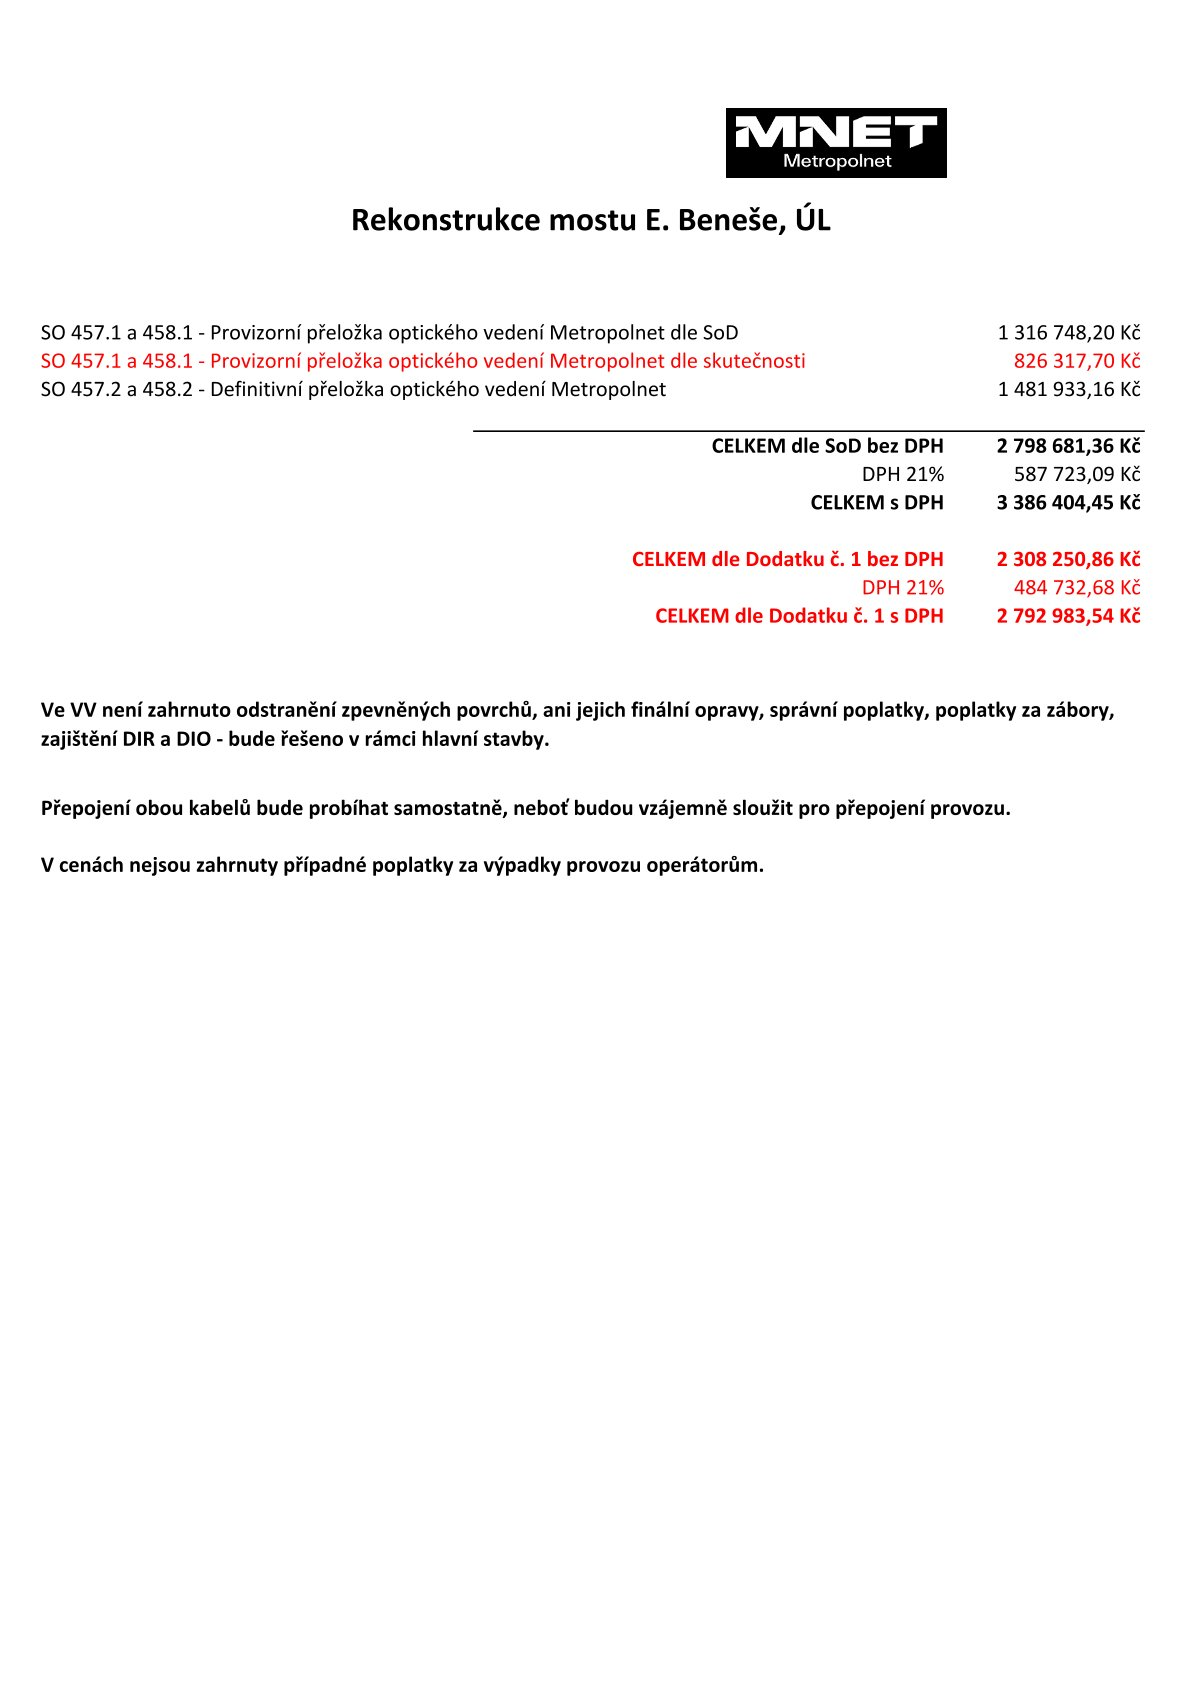 MNET
Metropolnet
Rekonstrukce mostu E. Beneše, ÚL
SO 457.1 a 458.1 - Provizorní přeložka optického vedení Metropolnet dle SoD 1 316 748,20 Kč
SO 457.1 a 458.1 - Provizorní přeložka optického vedení Metropolnet dle skutečnosti 826 317,70 Kč
SO 457.2 a 458.2 - Definitivní přeložka optického vedení Metropolnet 1 481 933,16 Kč
CELKEM dle SoD bez DPH 2 798 681,36 Kč
DPH 21% 587 723,09 Kč
CELKEM s DPH 3 386 404,45 Kč
CELKEM dle Dodatku č. 1 bez DPH 2 308 250,86 Kč
DPH 21% 484 732,68 Kč
CELKEM dle Dodatku č. 1 s DPH 2 792 983,54 Kč
Ve VV není zahrnuto odstranění zpevněných povrchů, ani jejich finální opravy, správní poplatky, poplatky za zábory,
zajištění DIR a DIO - bude řešeno v rámci hlavní stavby.
Přepojení obou kabelů bude probíhat samostatně, neboť budou vzájemně sloužit pro přepojení provozu.
V cenách nejsou zahrnuty případné poplatky za výpadky provozu operátorům.